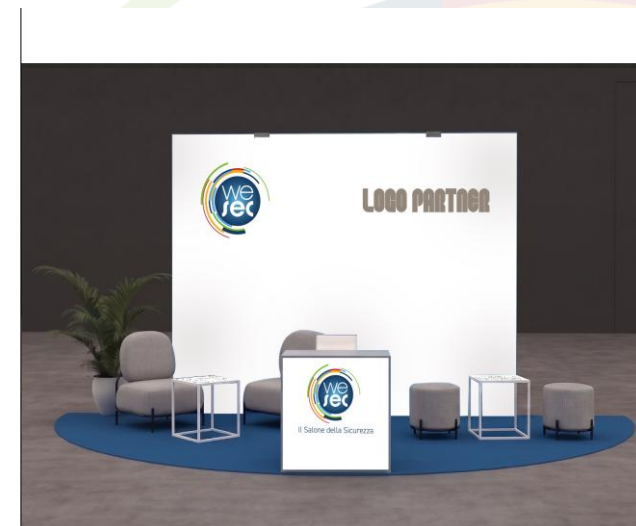 we
sec
LOGO PARTNER
we
sec
Il Salone della Sicurezza